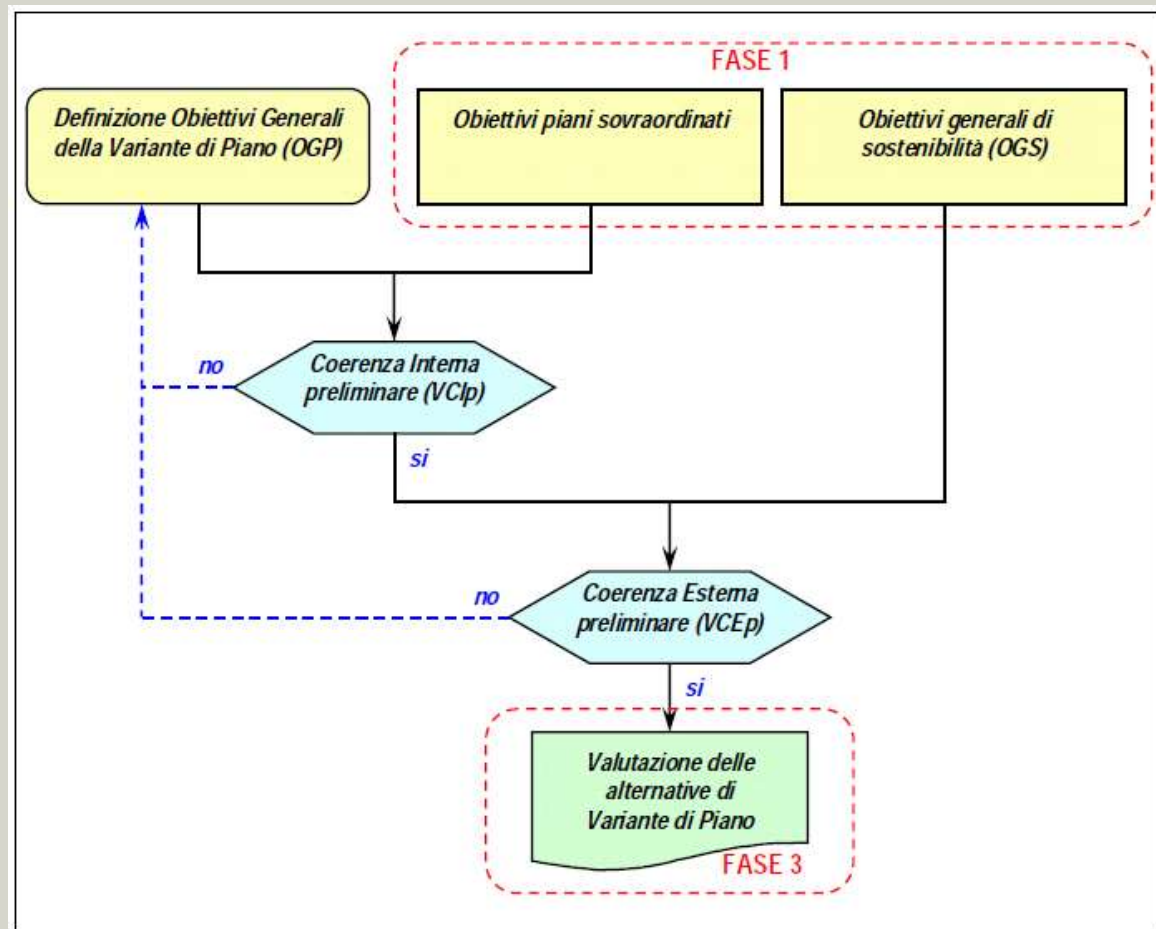 FASE 1
Definizione Obiettivi Generali
della Variante di Piano (OGP)
Obiettivi piani sovraordinati
Obiettivi generali di
sostenibilità (OGS)
no
Coerenza Interna
preliminare (VCIp)
si
no
Coerenza Esterna
preliminare (VCEp)
si
Valutazione delle
alternative di
Variante di Piano
FASE 3